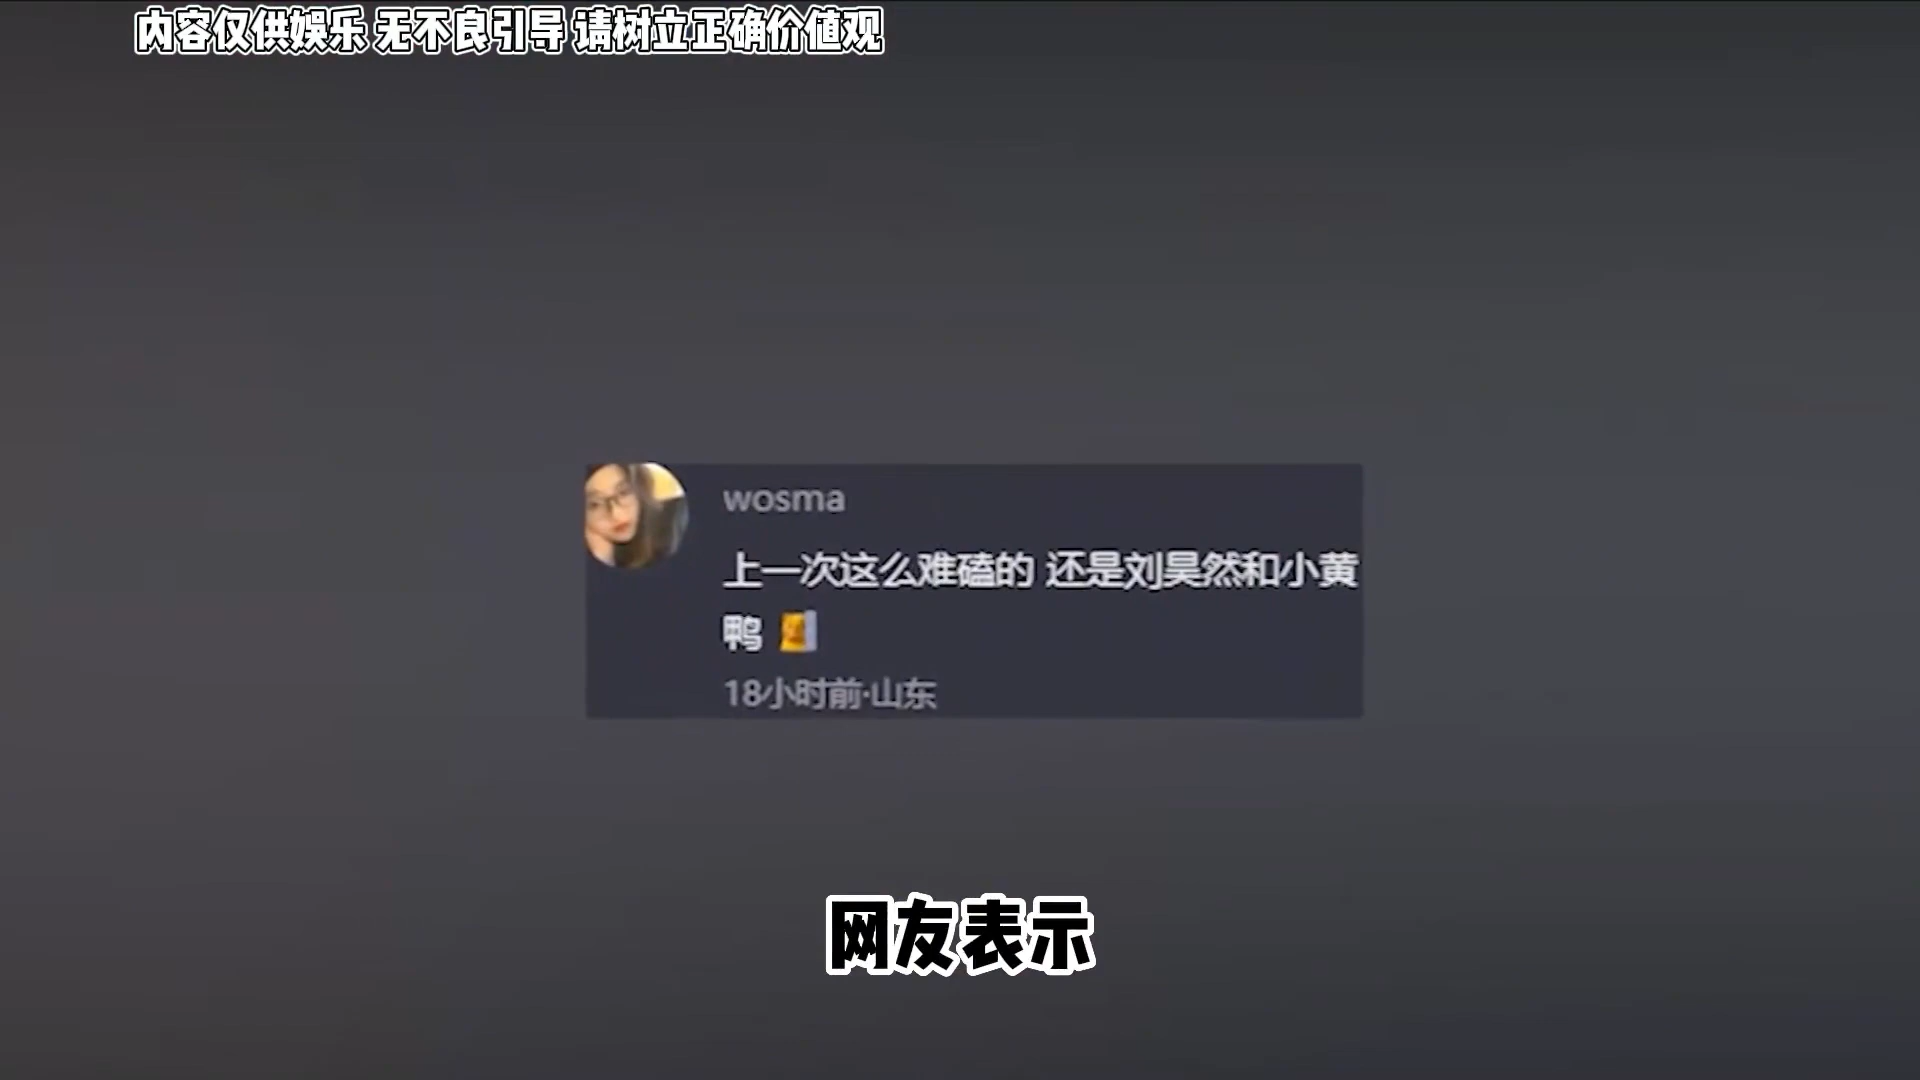 内容仅供娱乐 无不良引导 请树立正确价值观
wosma
上一次这么难磕的 还是刘昊然和小黄
鸭
18小时前·山东
网友表示